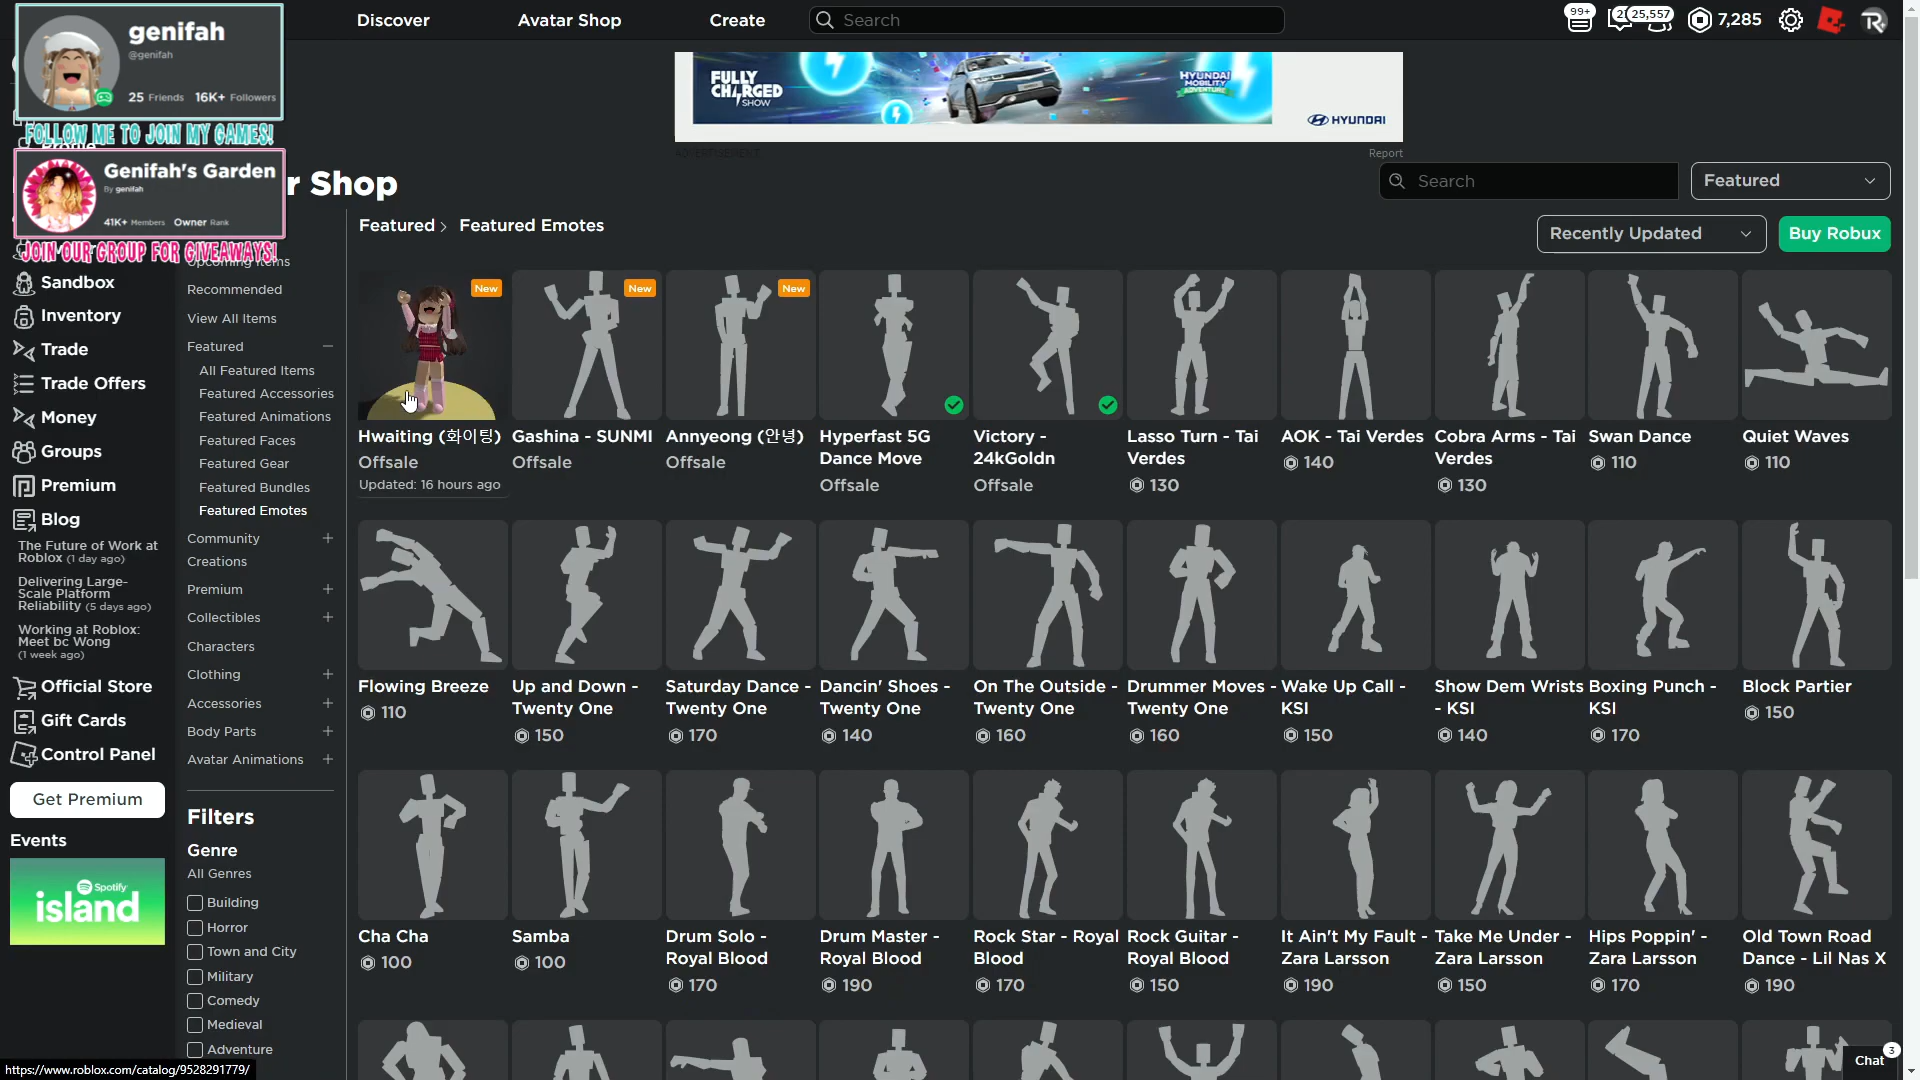 genifah
@genifah
25 Friends 16K+ Followers
FOLLOW ME TO JOIN MY GAMES!
Genifah's Garden
By genifah
41K+ Members Owner Rank
JOIN OUR GROUP FOR GIVEAWAYS!
Discover
Avatar Shop
Create
Search
99+
25,557
7,285
FULLY CHARGED SHOW
HYUNDAI MOBILITY ADVENTURE
HYUNDAI
ADVERTISEMENT
Report
r Shop
Search
Featured
Featured > Featured Emotes
Recently Updated
Buy Robux
Profile
Sandbox
Inventory
Trade
Trade Offers
Money
Groups
Premium
Blog
The Future of Work at
Roblox (1 day ago)
Delivering Large-
Scale Platform
Reliability (5 days ago)
Working at Roblox:
Meet bc Wong
(1 week ago)
Official Store
Gift Cards
Control Panel
Get Premium
Events
Spotify
island
Upcoming Items
Recommended
View All Items
Featured
All Featured Items
Featured Accessories
Featured Animations
Featured Faces
Featured Gear
Featured Bundles
Featured Emotes
Community
Creations
Premium
Collectibles
Characters
Clothing
Accessories
Body Parts
Avatar Animations
Filters
Genre
All Genres
Building
Horror
Town and City
Military
Comedy
Medieval
Adventure
New
Hwaiting (화이팅)
Offsale
Updated: 16 hours ago
New
Gashina - SUNMI
Offsale
New
Annyeong (안녕)
Offsale
Hyperfast 5G
Dance Move
Offsale
Victory -
24kGoldn
Offsale
Lasso Turn - Tai
Verdes
130
AOK - Tai Verdes
140
Cobra Arms - Tai
Verdes
130
Swan Dance
110
Quiet Waves
110
Flowing Breeze
110
Up and Down -
Twenty One
150
Saturday Dance -
Twenty One
170
Dancin' Shoes -
Twenty One
140
On The Outside -
Twenty One
160
Drummer Moves -
Twenty One
160
Wake Up Call -
KSI
150
Show Dem Wrists
- KSI
140
Boxing Punch -
KSI
170
Block Partier
150
Cha Cha
100
Samba
100
Drum Solo -
Royal Blood
170
Drum Master -
Royal Blood
190
Rock Star - Royal
Blood
170
Rock Guitar -
Royal Blood
150
It Ain't My Fault -
Zara Larsson
190
Take Me Under -
Zara Larsson
150
Hips Poppin' -
Zara Larsson
170
Old Town Road
Dance - Lil Nas X
190
Chat
3
https://www.roblox.com/catalog/9528291779/